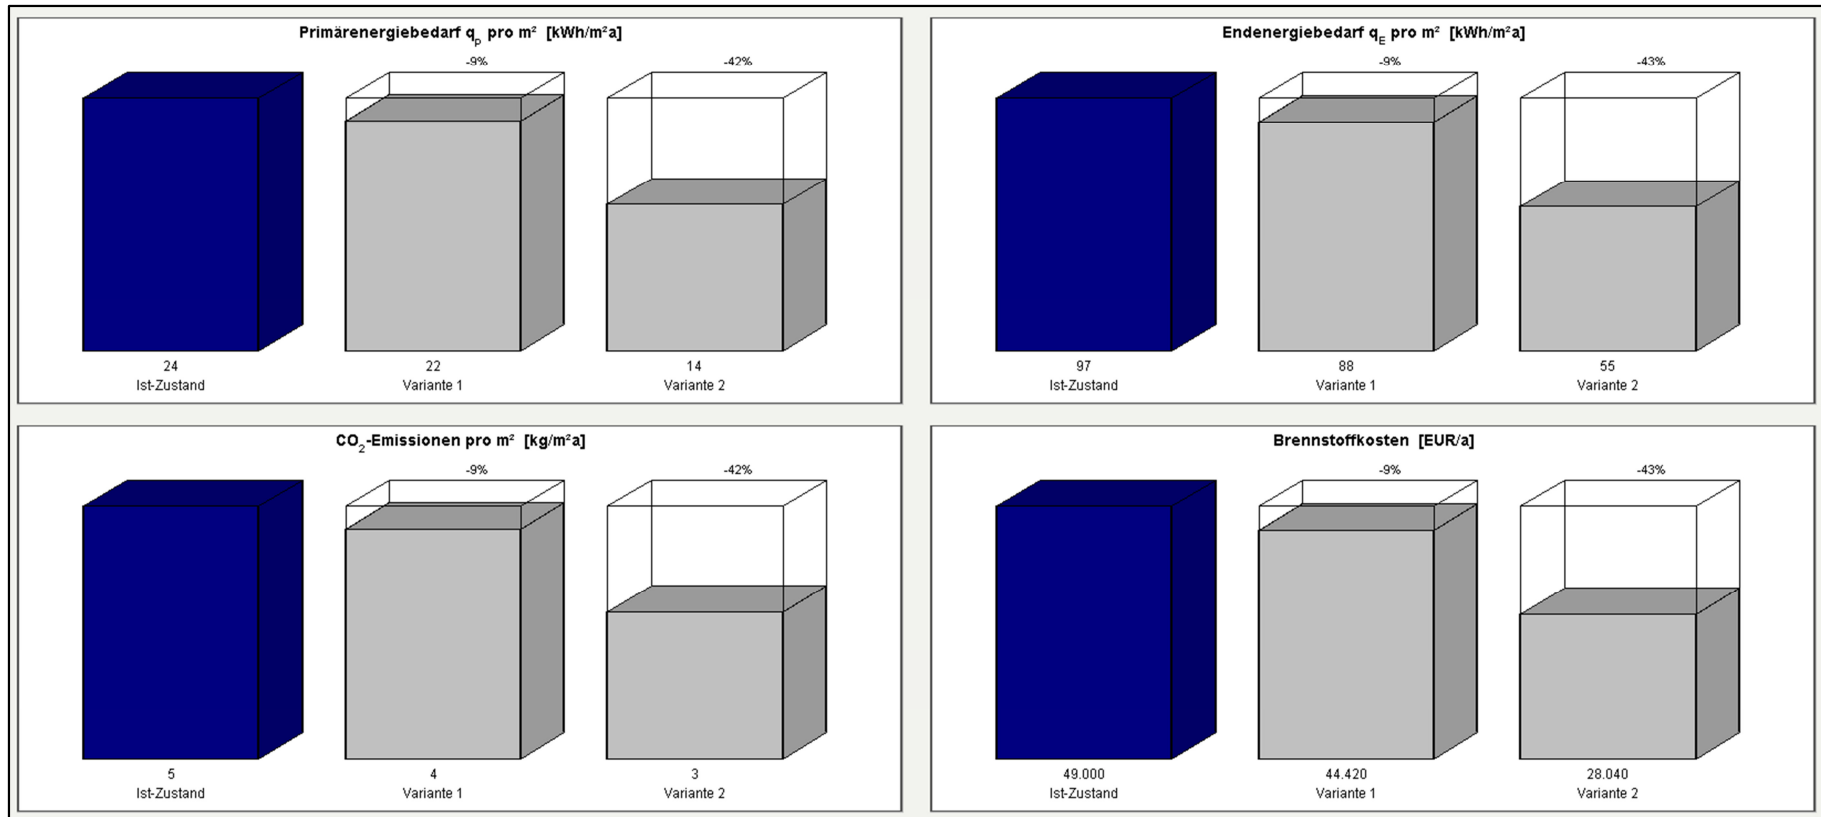 Primärenergiebedarf qp pro m² [kWh/m²a]
-9% -42%
24 22 14
Ist-Zustand Variante 1 Variante 2
Endenergiebedarf qE pro m² [kWh/m²a]
-9% -43%
97 88 55
Ist-Zustand Variante 1 Variante 2
CO2-Emissionen pro m² [kg/m²a]
-9% -42%
5 4 3
Ist-Zustand Variante 1 Variante 2
Brennstoffkosten [EUR/a]
-9% -43%
49.000 44.420 28.040
Ist-Zustand Variante 1 Variante 2